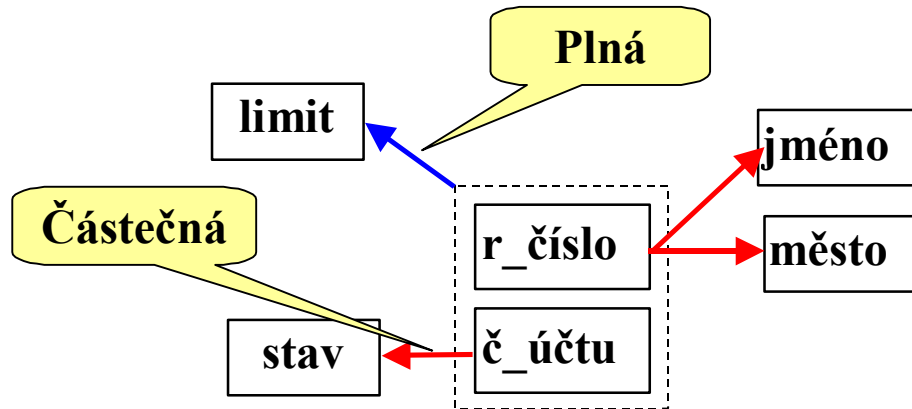 Plná
limit
jméno
Částečná
r_číslo
město
č_účtu
stav